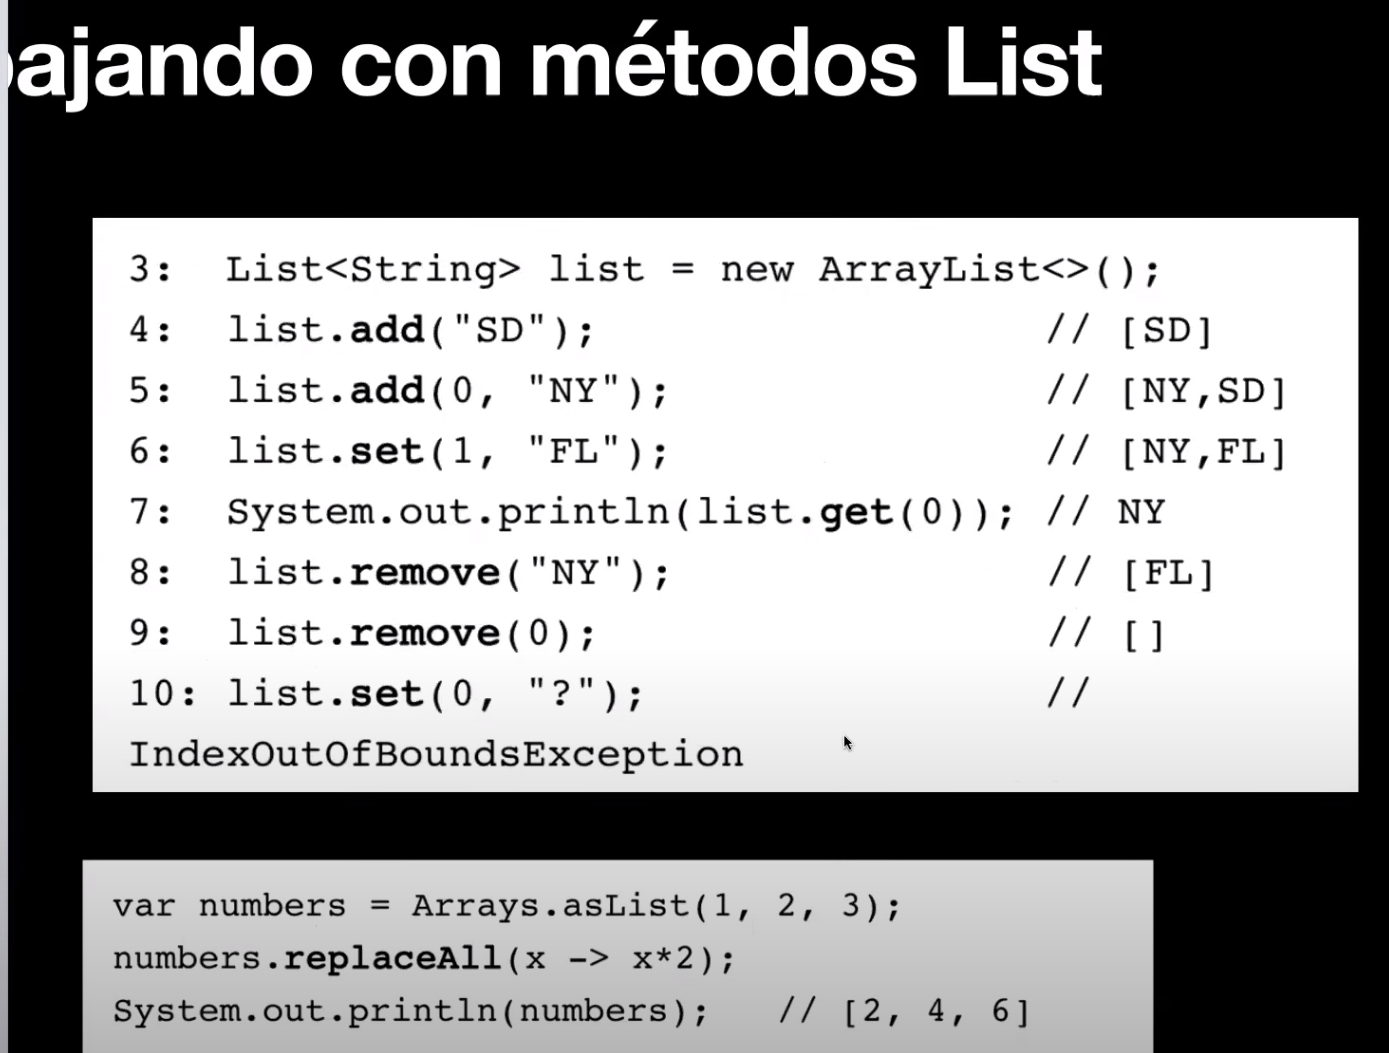 ajando con métodos List
3:  List<String> list = new ArrayList<>();
4:  list.add("SD");                  // [SD]
5:  list.add(0, "NY");               // [NY,SD]
6:  list.set(1, "FL");               // [NY,FL]
7:  System.out.println(list.get(0)); // NY
8:  list.remove("NY");               // [FL]
9:  list.remove(0);                  // []
10: list.set(0, "?");                //
IndexOutOfBoundsException
var numbers = Arrays.asList(1, 2, 3);
numbers.replaceAll(x -> x*2);
System.out.println(numbers);   // [2, 4, 6]